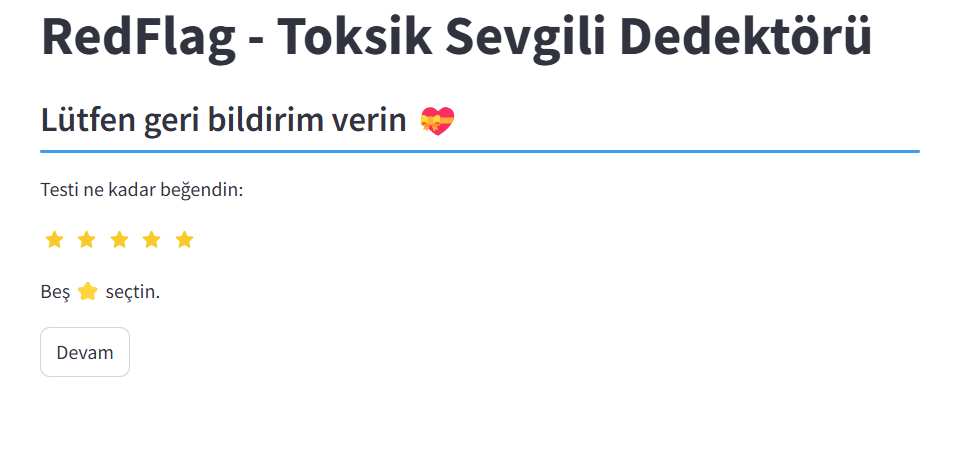 RedFlag - Toksik Sevgili Dedektörü
Lütfen geri bildirim verin 💝
Testi ne kadar beğendin:
Beş ⭐ seçtin.
Devam